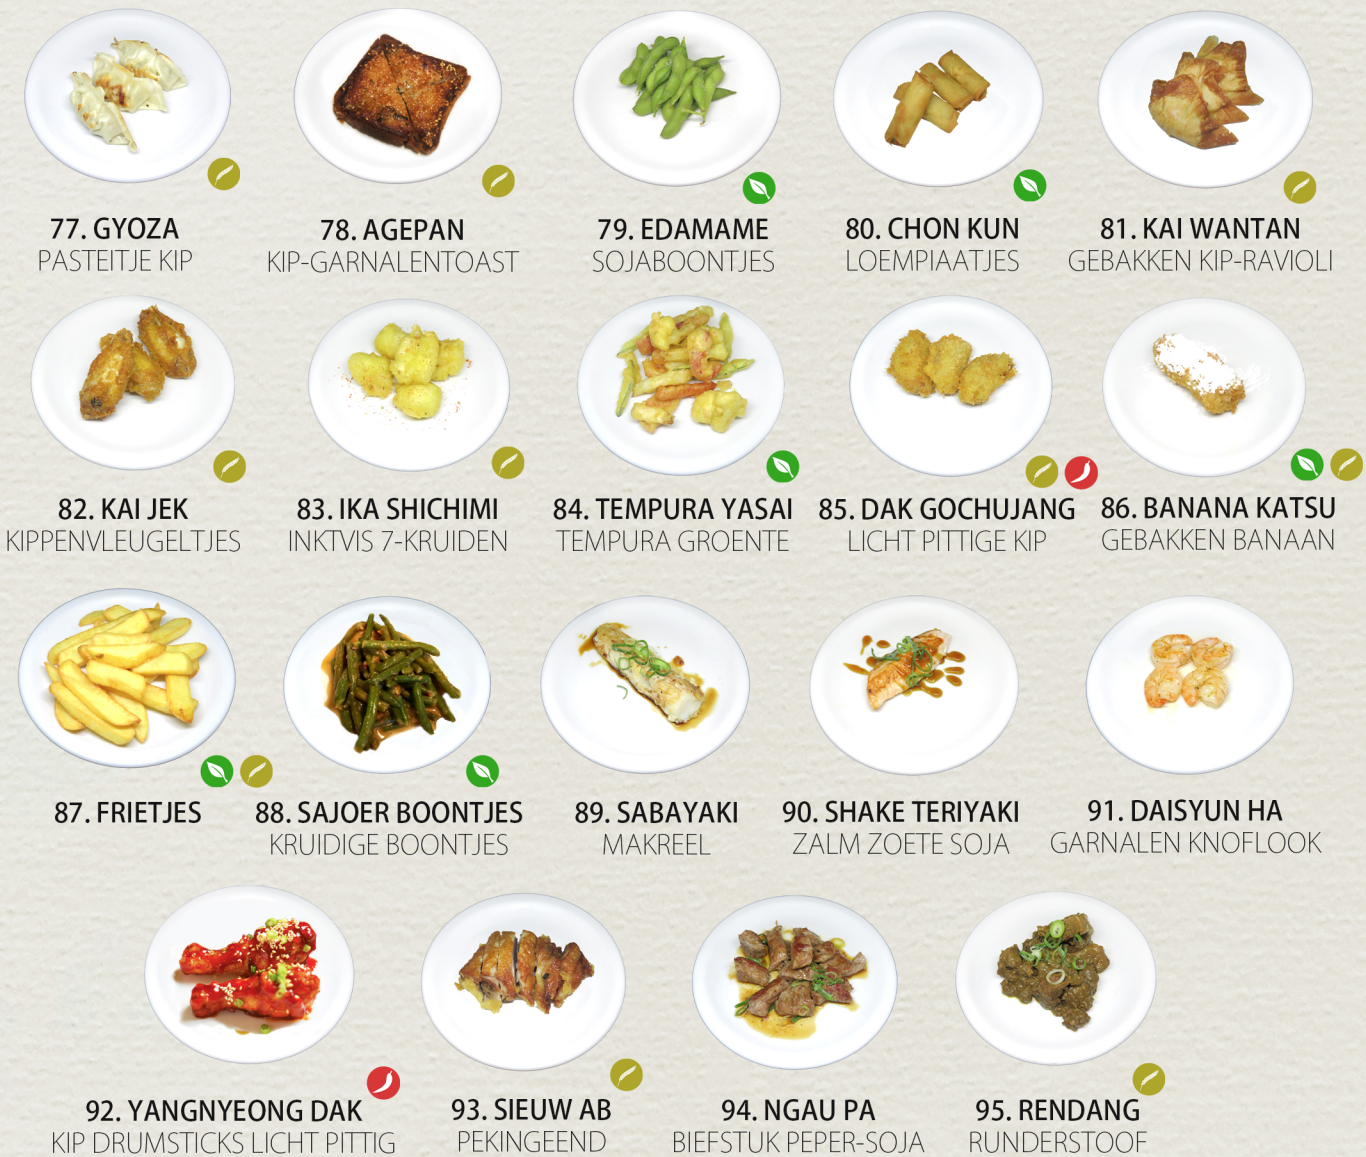 77. GYOZA
PASTEITJE KIP
78. AGEPAN
KIP-GARNALENTOAST
79. EDAMAME
SOJABOONTJES
80. CHON KUN
LOEMPIAATJES
81. KAI WANTAN
GEBAKKEN KIP-RAVIOLI
82. KAI JEK
KIPPENVLEUGELTJES
83. IKA SHICHIMI
INKTVIS 7-KRUIDEN
84. TEMPURA YASAI
TEMPURA GROENTE
85. DAK GOCHUJANG
LICHT PITTIGE KIP
86. BANANA KATSU
GEBAKKEN BANAAN
87. FRIETJES
88. SAJOER BOONTJES
KRUIDIGE BOONTJES
89. SABAYAKI
MAKREEL
90. SHAKE TERIYAKI
ZALM ZOETE SOJA
91. DAISYUN HA
GARNALEN KNOFLOOK
92. YANGNYEONG DAK
KIP DRUMSTICKS LICHT PITTIG
93. SIEUW AB
PEKINGEEND
94. NGAU PA
BIEFSTUK PEPER-SOJA
95. RENDANG
RUNDERSTOOF